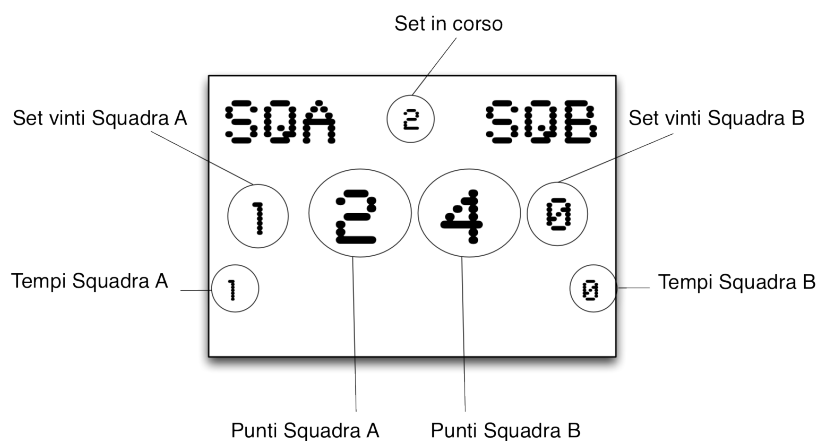 Set in corso
SQA 2 SQB
Set vinti Squadra A
Set vinti Squadra B
1 2 4 0
Tempi Squadra A
1 0
Tempi Squadra B
Punti Squadra A
Punti Squadra B